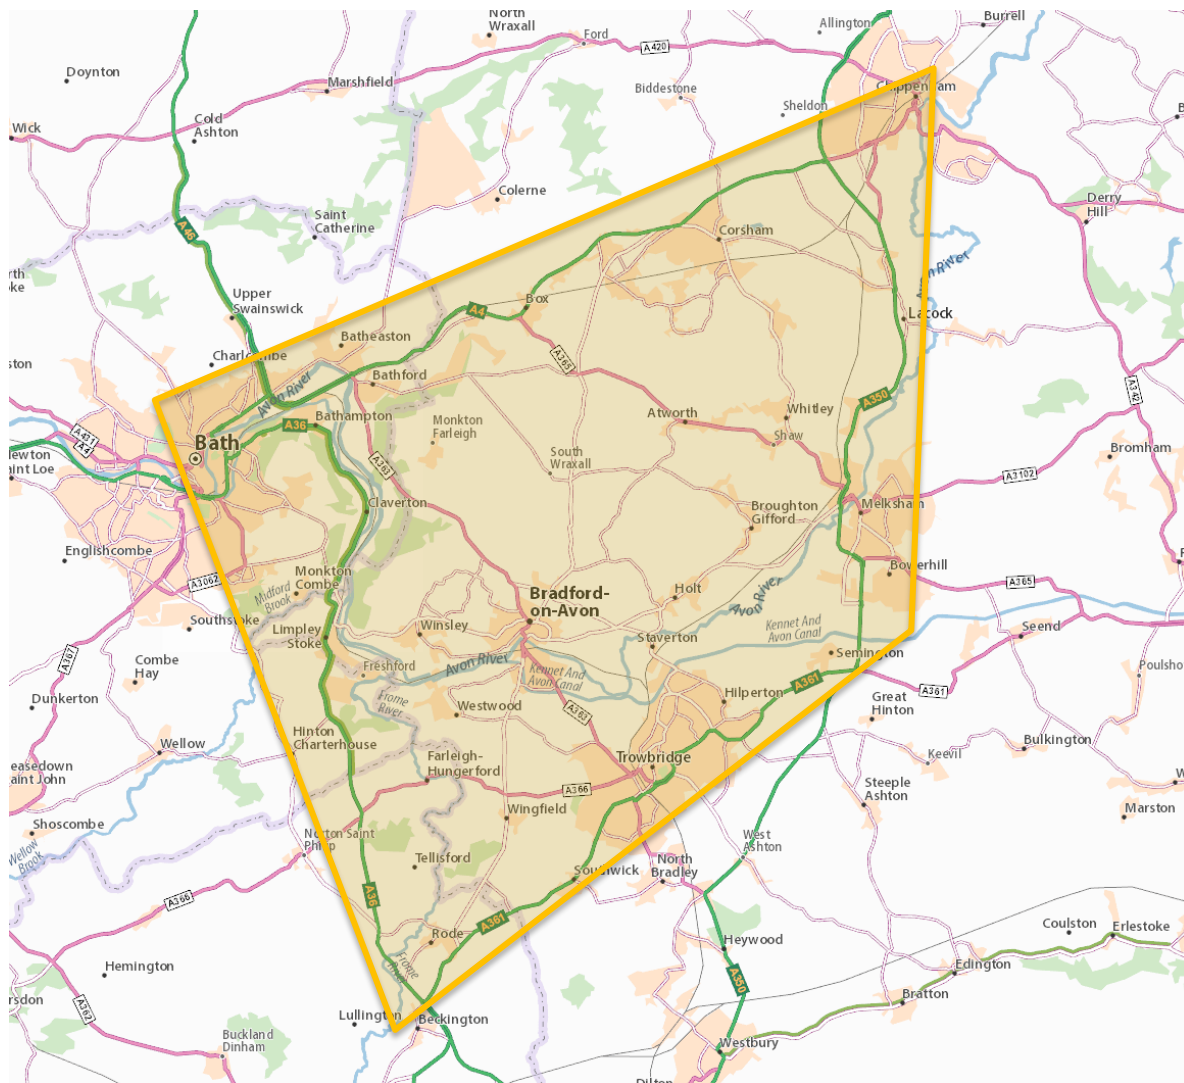 Burrell
North
Wraxall
Allington
Ford
A420
Doynton
Marshfield
Biddestone
Chippenham
Sheldon
Wick
Cold
Ashton
Colerne
Derry
Hill
Saint
Catherine
A46
Corsham
Avon River
Upper
Swainswick
Box
A4
Lacock
Batheaston
Charlcombe
A365
Bathford
Avon River
A342
A350
Bathampton
A36
Monkton
Farleigh
Atworth
Whitley
Shaw
A431
A4
Bath
South
Wraxall
Bromham
A363
A3102
Claverton
Broughton
Gifford
Melksham
Englishcombe
Monkton
Combe
A3062
Midford
Brook
Bowerhill
A365
Bradford-
on-Avon
Holt
Avon River
Southstoke
Limpley
Stoke
Winsley
Staverton
Kennet And
Avon Canal
Seend
Combe
Hay
A367
Freshford
Avon River
Kennet And
Avon Canal
Semington
A361
Hilperton
A361
Dunkerton
Frome
River
Westwood
A363
Great
Hinton
Wellow
Hinton
Charterhouse
Bulkington
Keevil
Farleigh-
Hungerford
Trowbridge
A366
Steeple
Ashton
Wingfield
Marston
Shoscombe
Norton Saint
Philip
West
Ashton
Wellow
Brook
Tellisford
Southwick
North
Bradley
A36
A366
A361
Rode
Heywood
Coulston
Erlestoke
Hemington
Frome
River
Edington
A350
Bratton
A362
Lullington
Beckington
Buckland
Dinham
Westbury